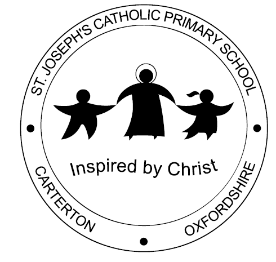 ST. JOSEPH'S CATHOLIC PRIMARY SCHOOL
Inspired by Christ
CARTERTON
OXFORDSHIRE